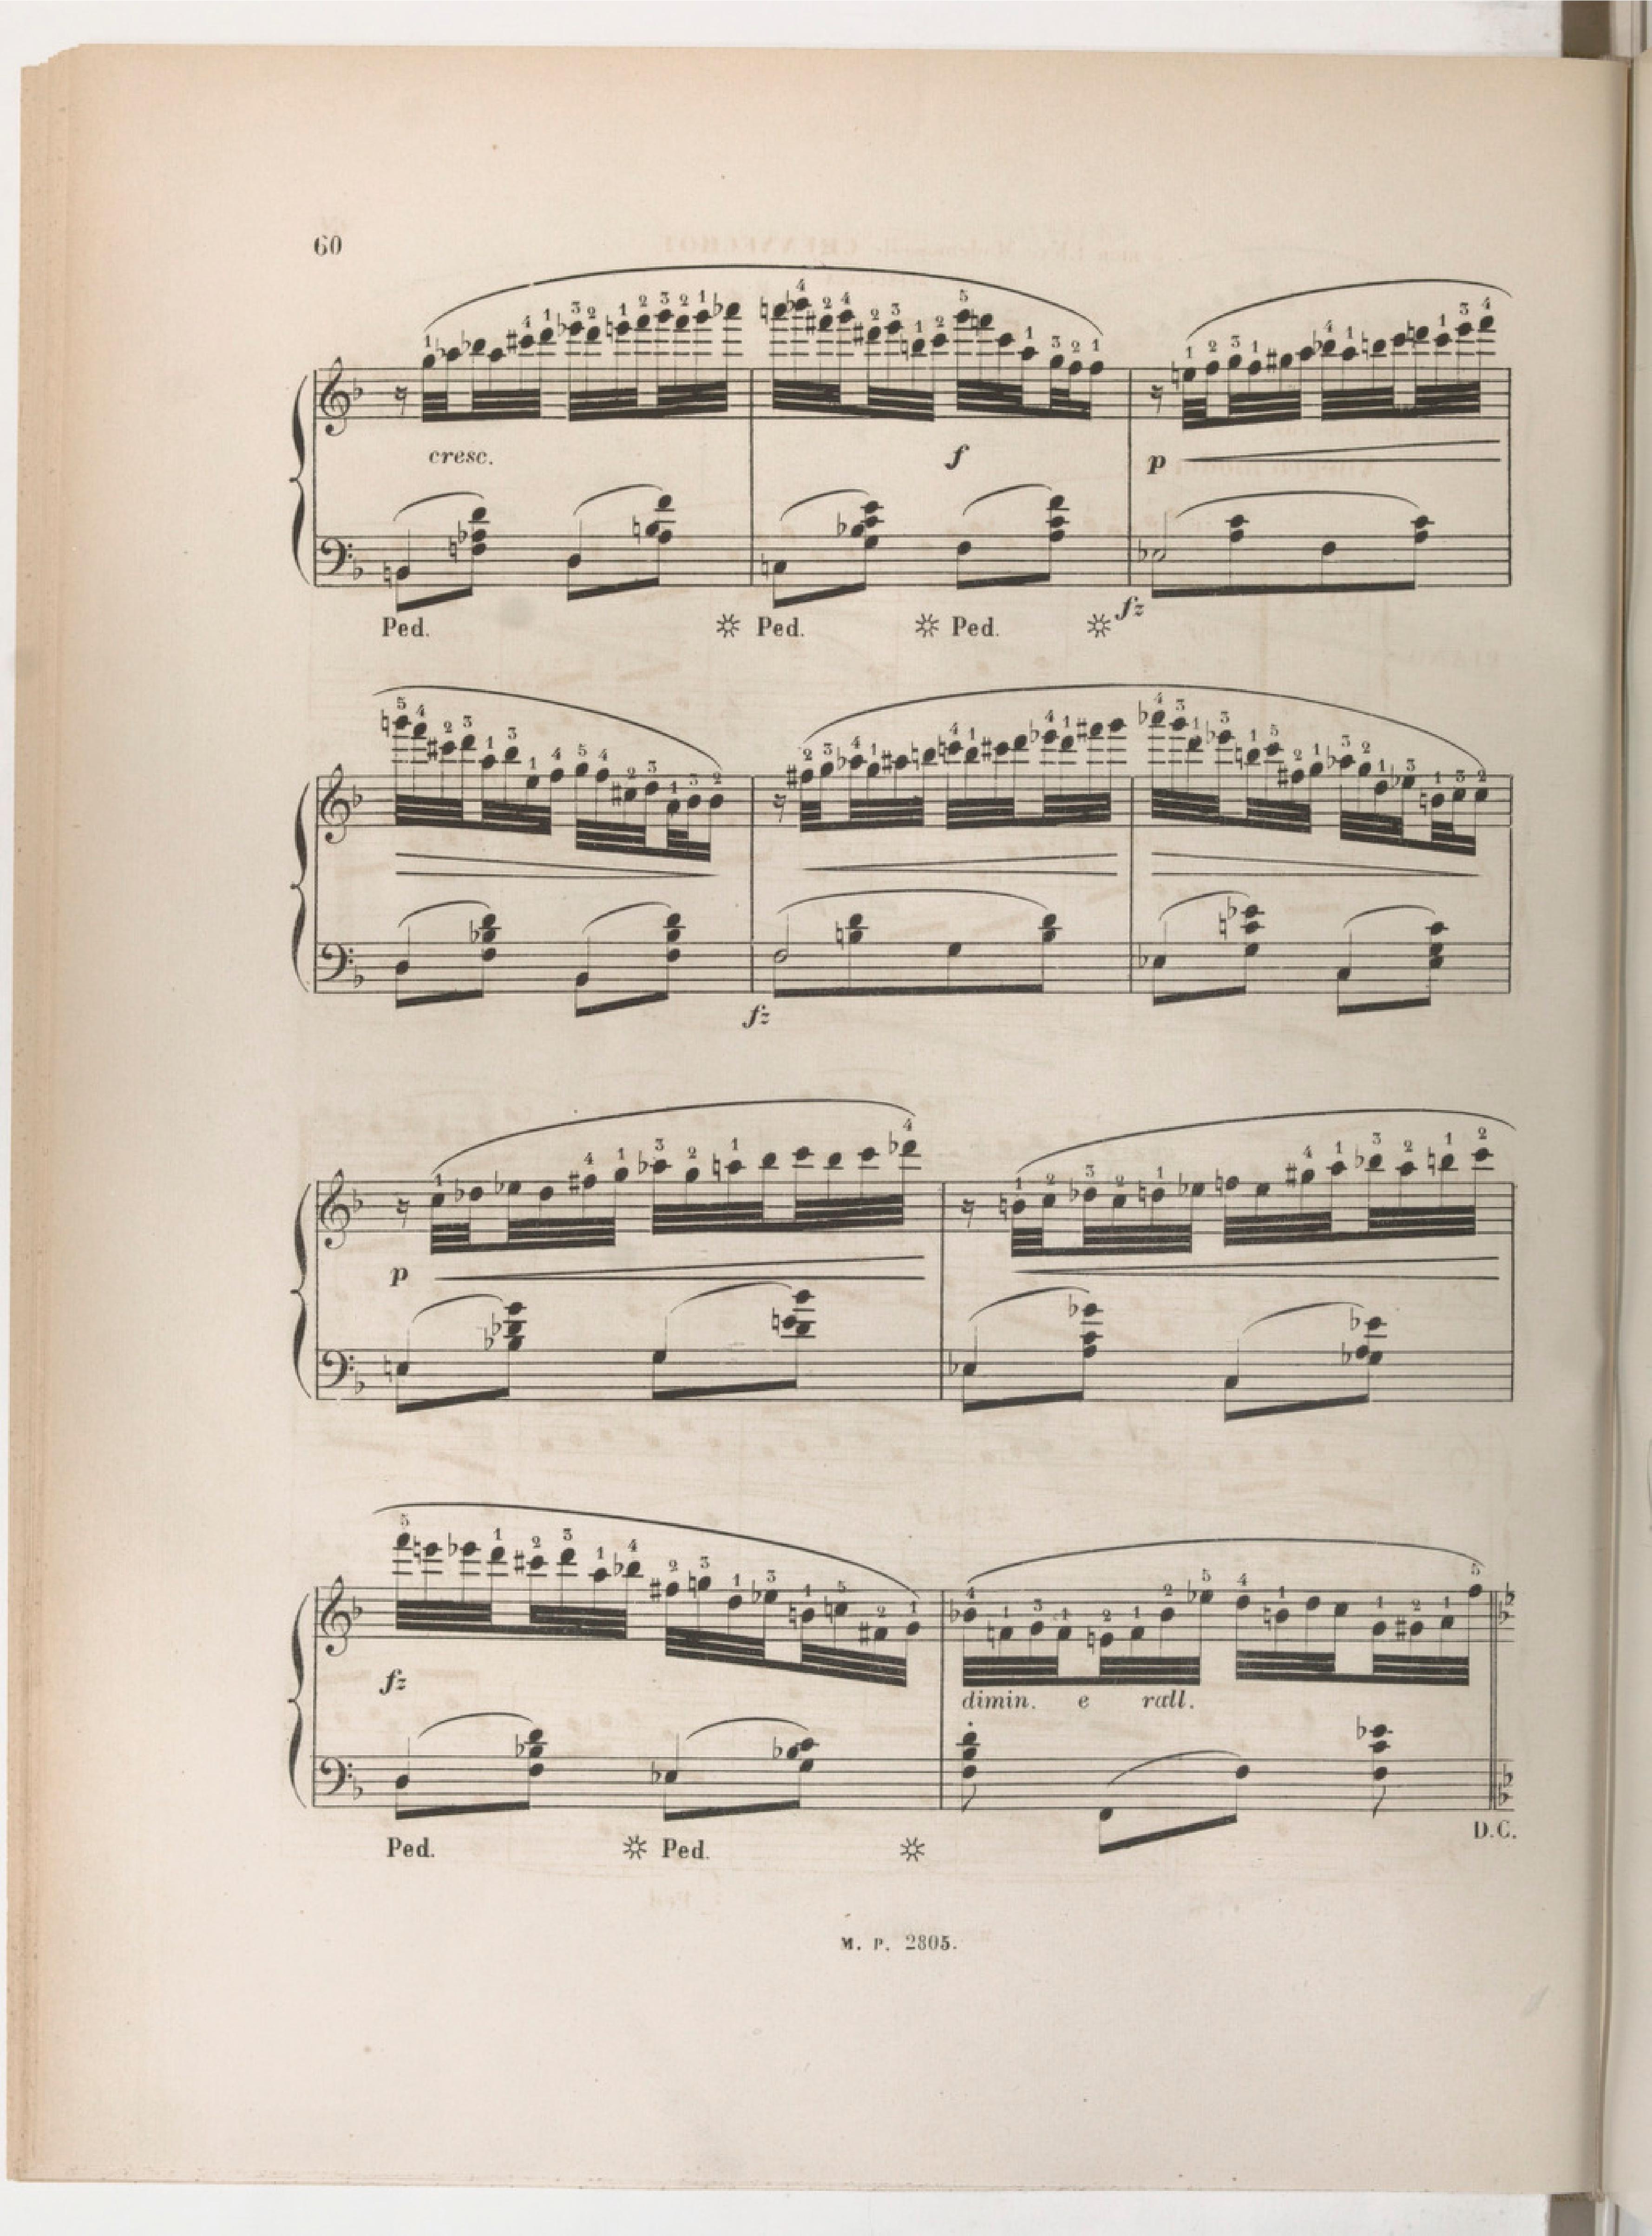 60
cresc. f p
fz
Ped. Ped. Ped.
fz
p
fz
dimin. e rall.
D.C.
Ped. Ped.
M. P. 2805.